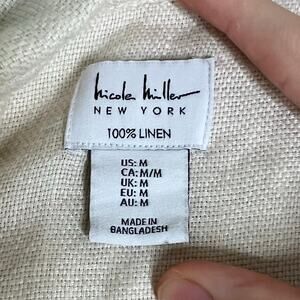 nicole miller
NEW YORK
100% LINEN
US: M
CA: M/M
UK: M
EU: M
AU: M
MADE IN
BANGLADESH